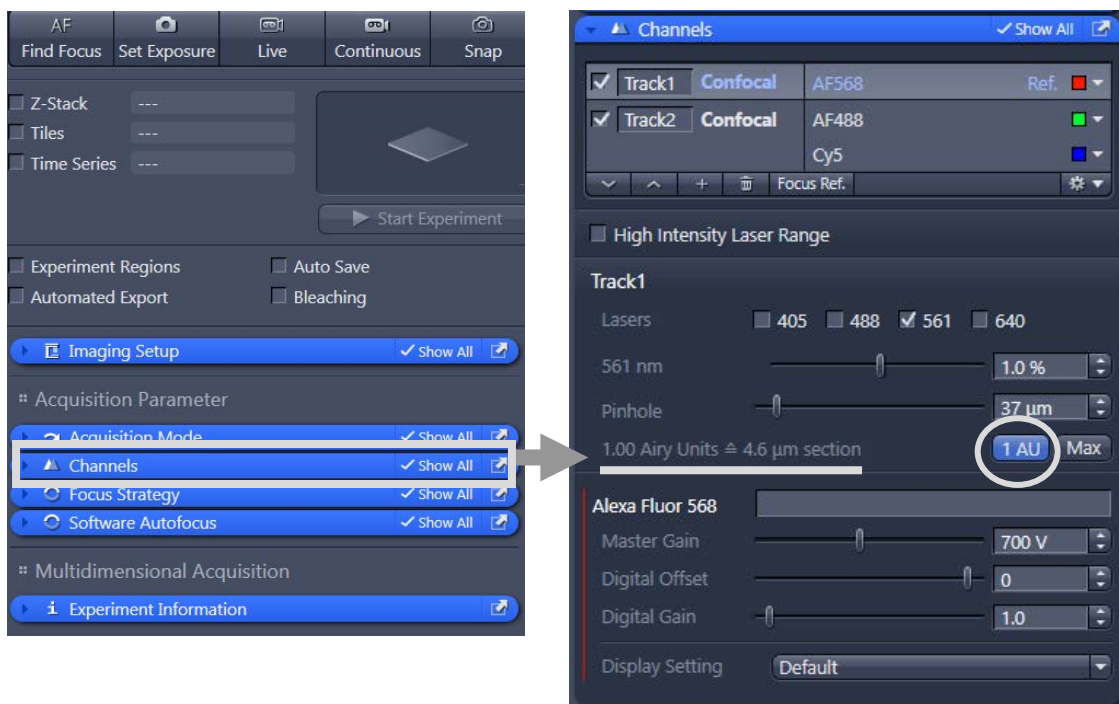 AF
Find Focus
Set Exposure
Live
Continuous
Snap
Z-Stack ---
Tiles ---
Time Series ---
Start Experiment
Experiment Regions Auto Save
Automated Export Bleaching
Imaging Setup Show All
Acquisition Parameter
Acquisition Mode Show All
Channels Show All
Focus Strategy Show All
Software Autofocus Show All
Multidimensional Acquisition
i Experiment Information
Channels Show All
Track1 Confocal AF568 Ref.
Track2 Confocal AF488
Cy5
Focus Ref.
High Intensity Laser Range
Track1
Lasers 405 488 561 640
561 nm 1.0 %
Pinhole 37 µm
1.00 Airy Units ≙ 4.6 µm section 1 AU Max
Alexa Fluor 568
Master Gain 700 V
Digital Offset 0
Digital Gain 1.0
Display Setting Default